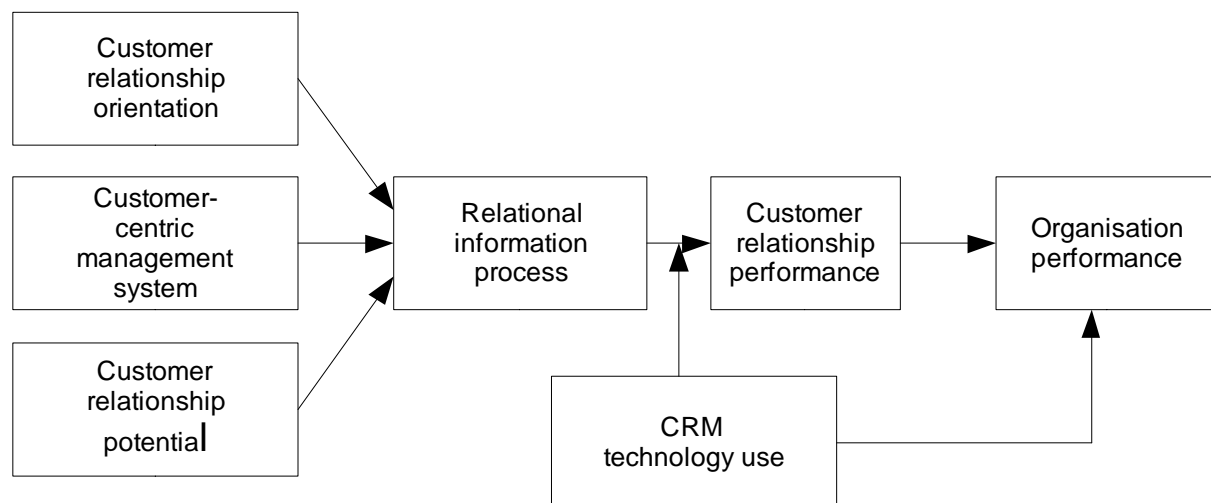 Customer
relationship
orientation
Customer-
centric
management
system
Customer
relationship
potential
Relational
information
process
Customer
relationship
performance
Organisation
performance
CRM
technology use